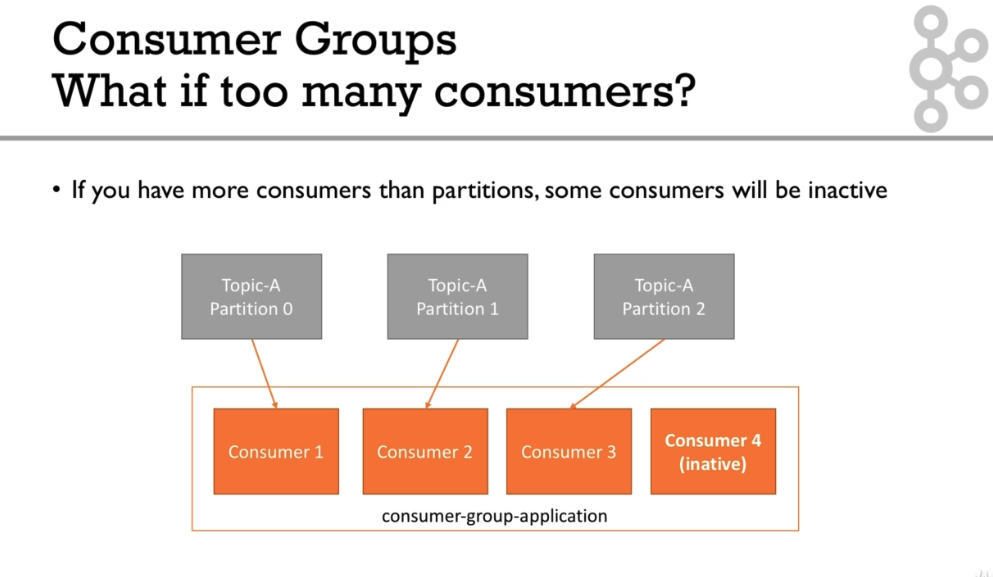 Consumer Groups
What if too many consumers?
• If you have more consumers than partitions, some consumers will be inactive
Topic-A
Partition 0
Topic-A
Partition 1
Topic-A
Partition 2
Consumer 1
Consumer 2
Consumer 3
Consumer 4
(inative)
consumer-group-application